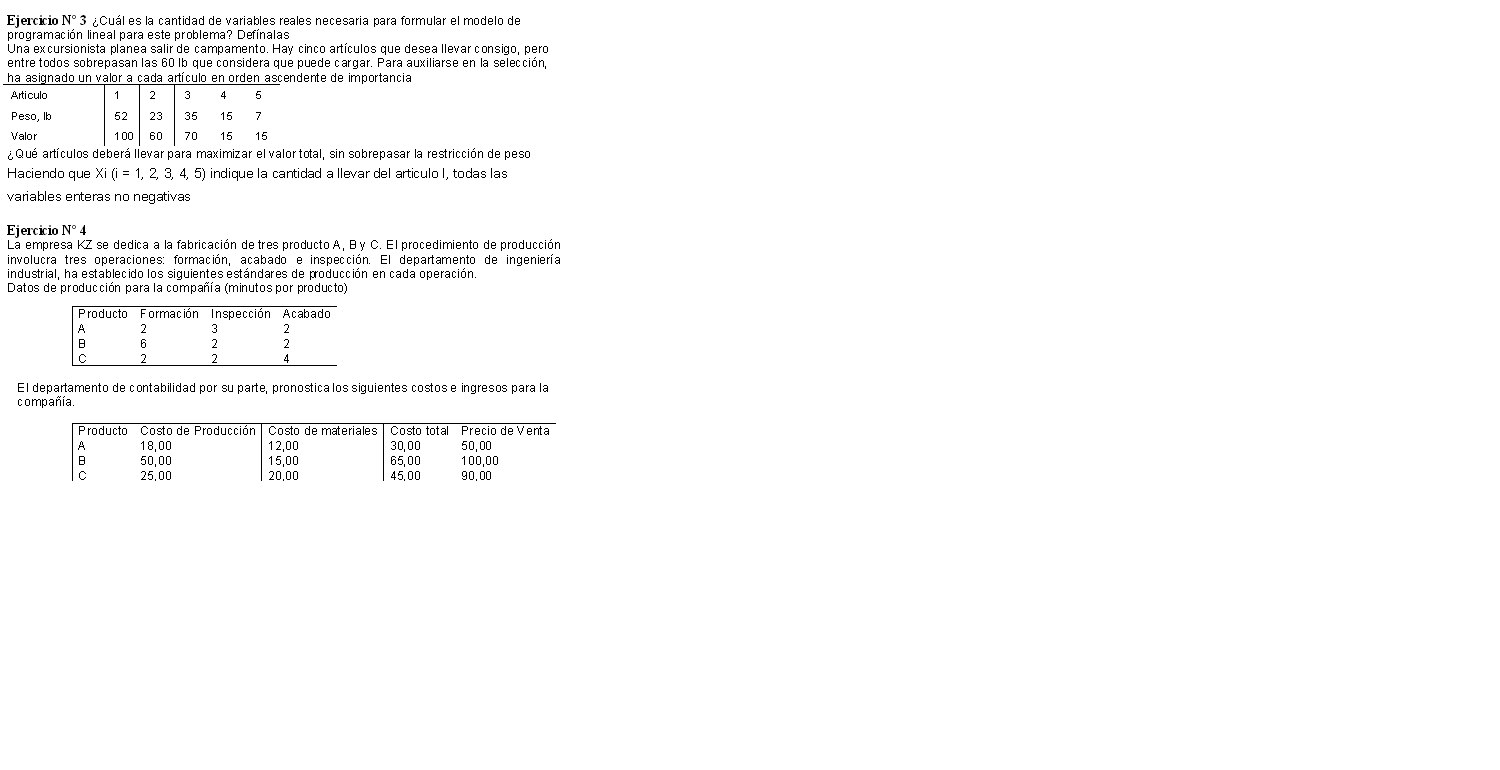 Ejercicio N° 3 ¿Cuál es la cantidad de variables reales necesaria para formular el modelo de
programación lineal para este problema? Defínalas
Una excursionista planea salir de campamento. Hay cinco artículos que desea llevar consigo, pero
entre todos sobrepasan las 60 lb que considera que puede cargar. Para auxiliarse en la selección,
ha asignado un valor a cada artículo en orden ascendente de importancia
Articulo 1 2 3 4 5
Peso, lb 52 23 35 15 7
Valor 100 60 70 15 15
¿Qué artículos deberá llevar para maximizar el valor total, sin sobrepasar la restricción de peso
Haciendo que Xi (i = 1, 2, 3, 4, 5) indique la cantidad a llevar del articulo I, todas las
variables enteras no negativas
Ejercicio N° 4
La empresa KZ se dedica a la fabricación de tres producto A, B y C. El procedimiento de producción
involucra tres operaciones: formación, acabado e inspección. El departamento de ingeniería
industrial, ha establecido los siguientes estándares de producción en cada operación.
Datos de producción para la compañía (minutos por producto)
Producto Formación Inspección Acabado
A 2 3 2
B 6 2 2
C 2 2 4
El departamento de contabilidad por su parte, pronostica los siguientes costos e ingresos para la
compañía.
Producto Costo de Producción Costo de materiales Costo total Precio de Venta
A 18,00 12,00 30,00 50,00
B 50,00 15,00 65,00 100,00
C 25,00 20,00 45,00 90,00